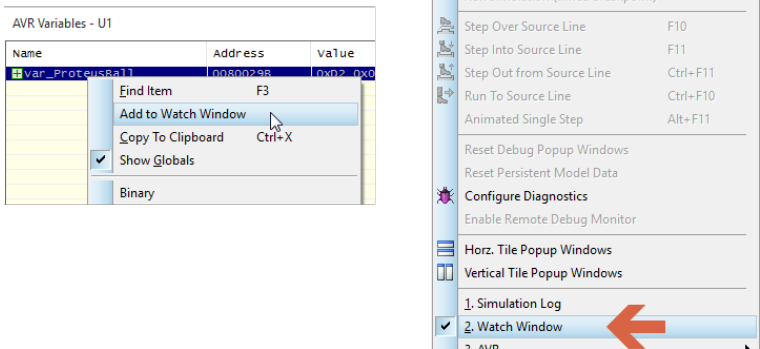 AVR Variables - U1
Name Address Value
var_ProteusBall 0080029B 0xD2 0x0
Find Item F3
Add to Watch Window
Copy To Clipboard Ctrl+X
Show Globals
Binary
Step Over Source Line F10
Step Into Source Line F11
Step Out from Source Line Ctrl+F11
Run To Source Line Ctrl+F10
Animated Single Step Alt+F11
Reset Debug Popup Windows
Reset Persistent Model Data
Configure Diagnostics
Enable Remote Debug Monitor
Horz. Tile Popup Windows
Vertical Tile Popup Windows
1. Simulation Log
2. Watch Window
3. AVR